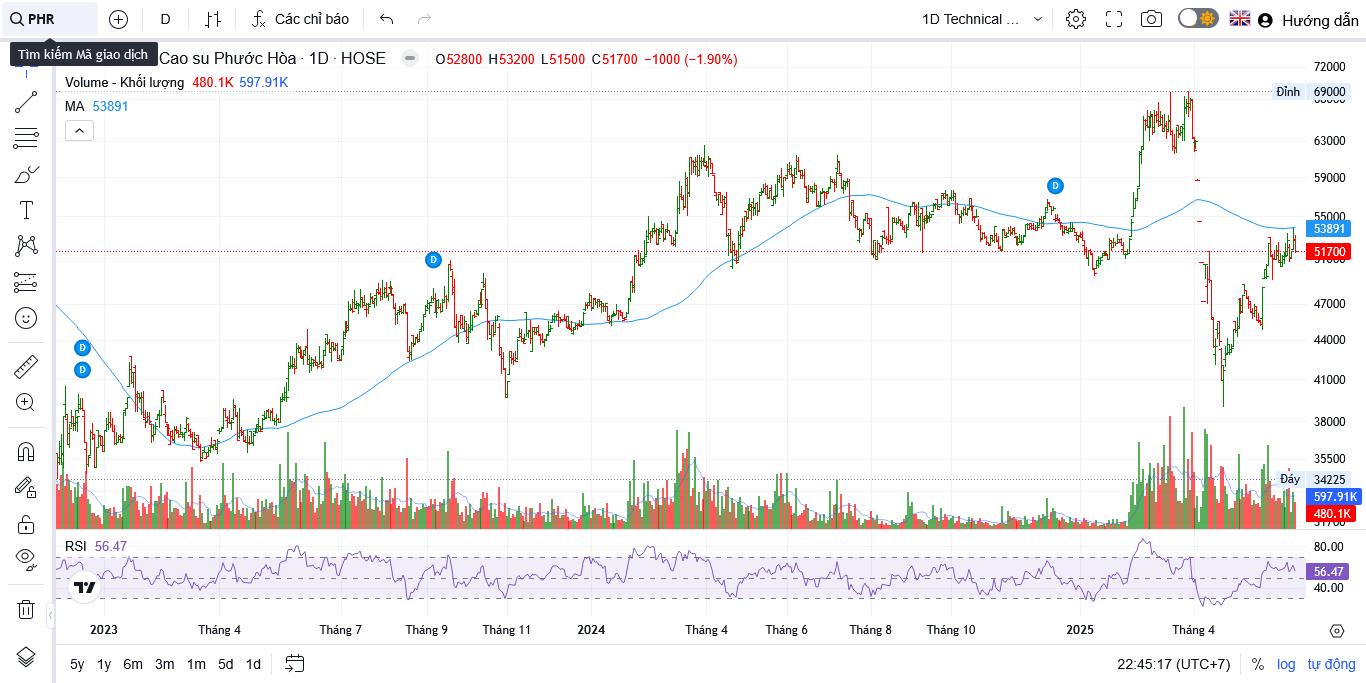 PHR
D
Các chỉ báo
1D Technical ...
Hướng dẫn
Tìm kiếm Mã giao dịch
Cao su Phước Hòa · 1D · HOSE
O52800 H53200 L51500 C51700 −1000 (−1.90%)
Volume - Khối lượng 480.1K 597.91K
MA 53891
72000
Đỉnh 69000
63000
59000
55000
53891
51700
47000
44000
41000
38000
35500
Đáy 34225
597.91K
480.1K
D
D
D
D
RSI 56.47
80.00
56.47
40.00
2023 Tháng 4 Tháng 7 Tháng 9 Tháng 11 2024 Tháng 4 Tháng 6 Tháng 8 Tháng 10 2025 Tháng 4
5y 1y 6m 3m 1m 5d 1d
22:45:17 (UTC+7) % log tự động